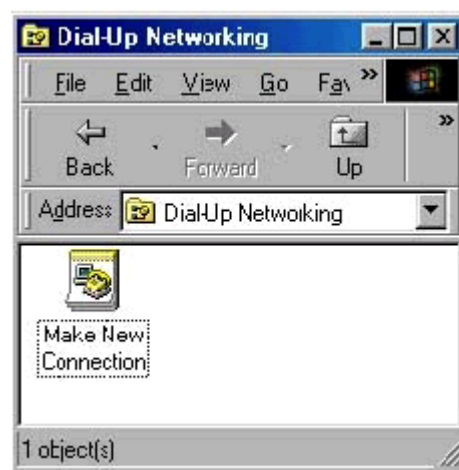 Dial-Up Networking
File Edit View Go Fav »
Back Forward Up »
Address Dial-Up Networking
Make New
Connection
1 object(s)